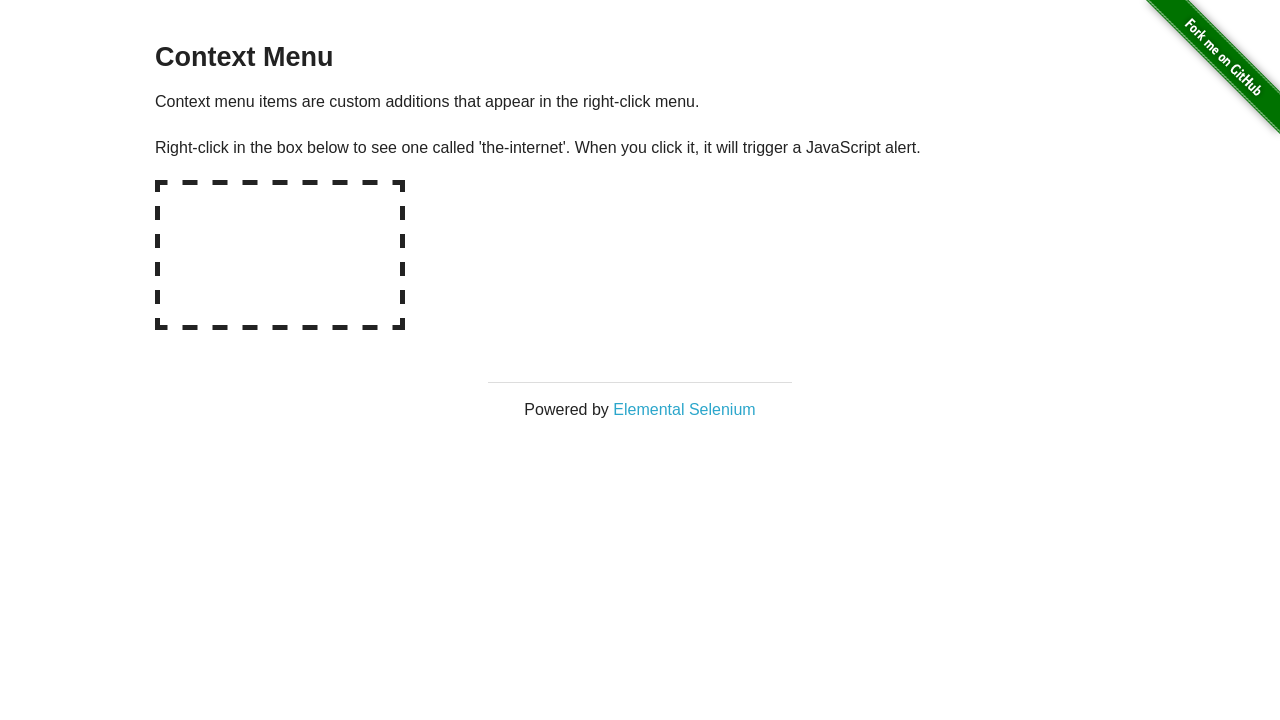 Fork me on GitHub
Context Menu
Context menu items are custom additions that appear in the right-click menu.
Right-click in the box below to see one called 'the-internet'. When you click it, it will trigger a JavaScript alert.
Powered by Elemental Selenium